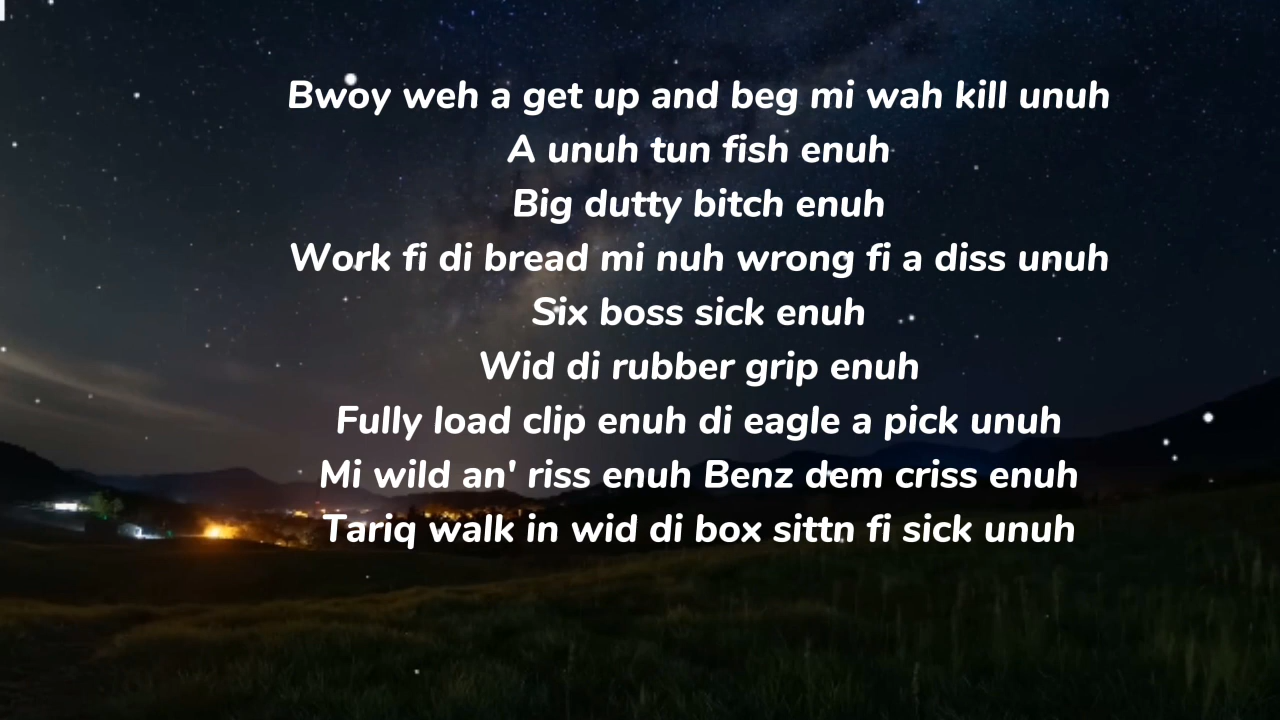 Bwoy weh a get up and beg mi wah kill unuh
A unuh tun fish enuh
Big dutty bitch enuh
Work fi di bread mi nuh wrong fi a diss unuh
Six boss sick enuh
Wid di rubber grip enuh
Fully load clip enuh di eagle a pick unuh
Mi wild an' riss enuh Benz dem criss enuh
Tariq walk in wid di box sittn fi sick unuh